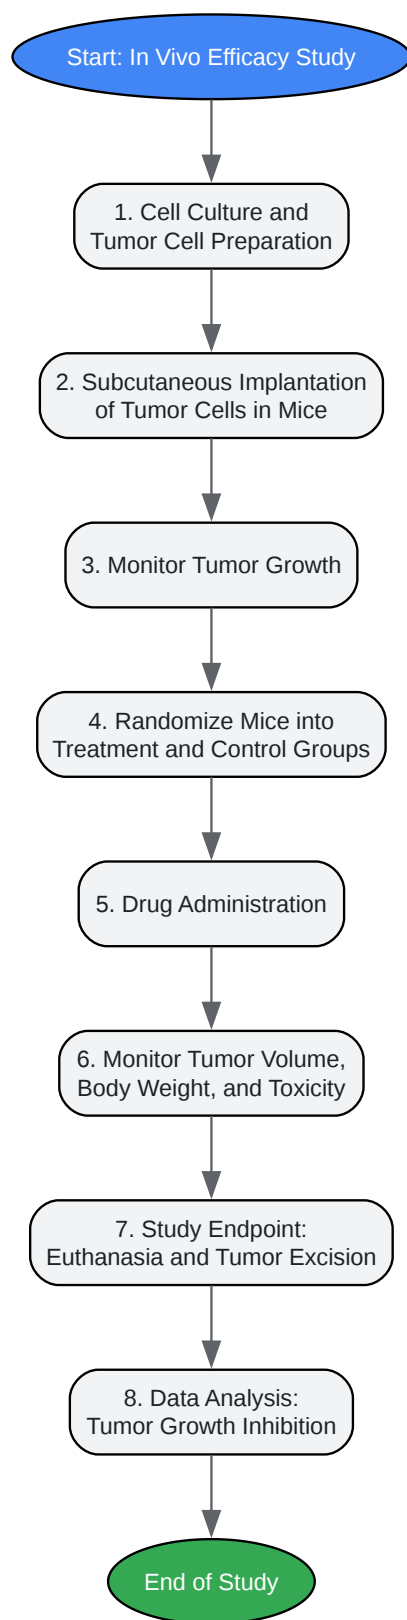 Start: In Vivo Efficacy Study
1. Cell Culture and
Tumor Cell Preparation
2. Subcutaneous Implantation
of Tumor Cells in Mice
3. Monitor Tumor Growth
4. Randomize Mice into
Treatment and Control Groups
5. Drug Administration
6. Monitor Tumor Volume,
Body Weight, and Toxicity
7. Study Endpoint:
Euthanasia and Tumor Excision
8. Data Analysis:
Tumor Growth Inhibition
End of Study